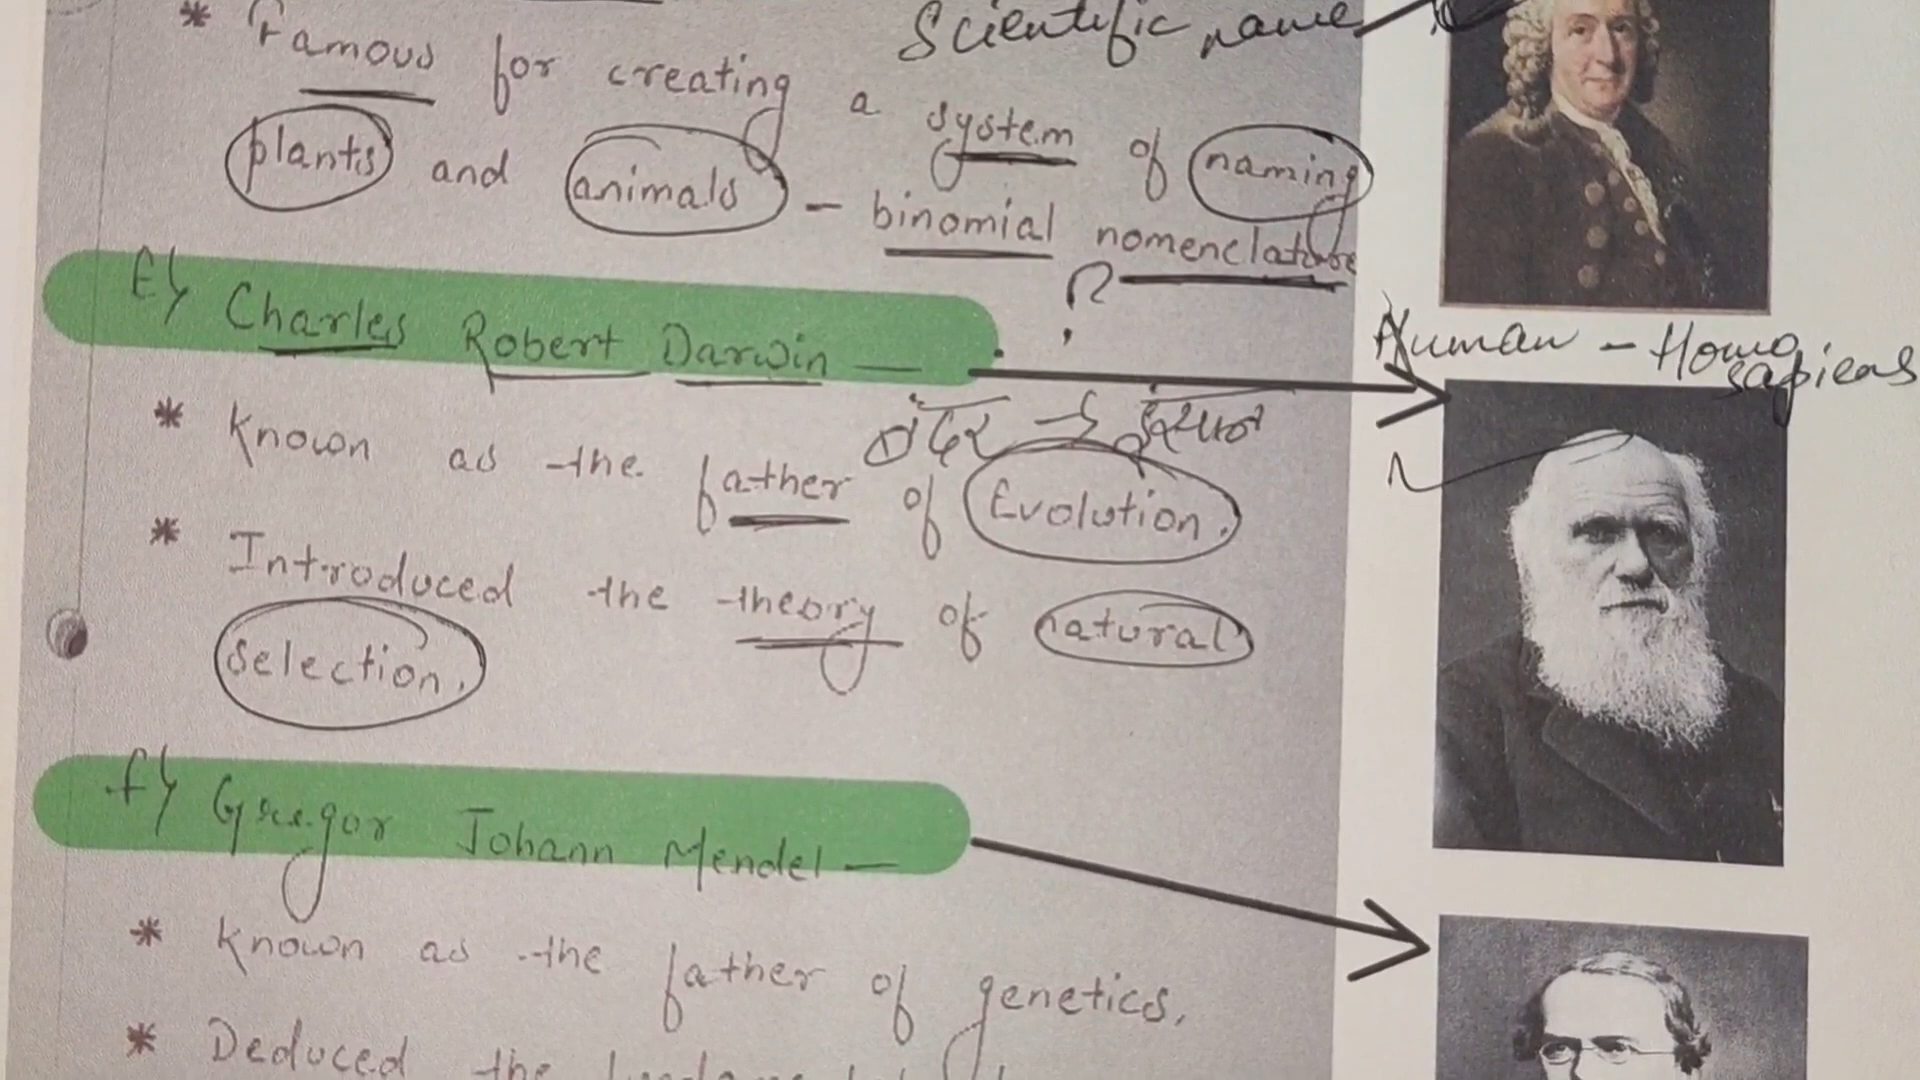 Scientific name
* Famous for creating a system of naming
plants and animals – binomial nomenclature
?
Human – Homo sapiens
E) Charles Robert Darwin —
बंदर → इंसान
* Known as the father of Evolution.
* Introduced the theory of natural
selection.
f) Gregor Johann Mendel —
* Known as the father of genetics.
* Deduced the